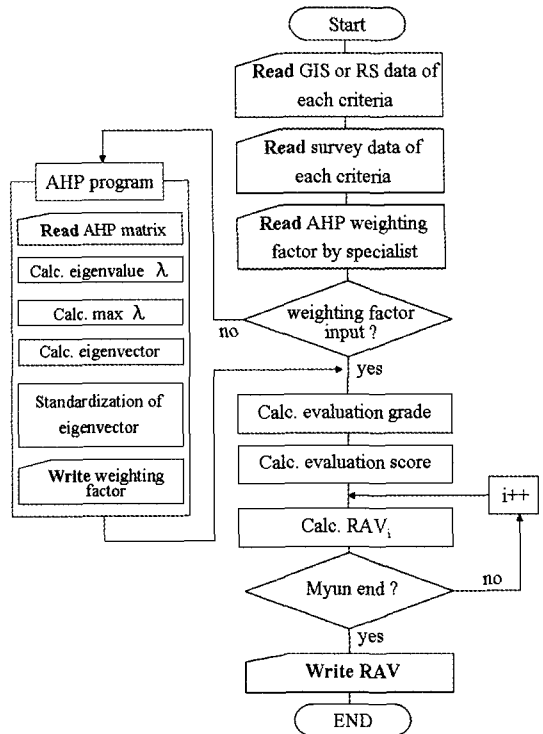 Start
Read GIS or RS data of
each criteria
Read survey data of
each criteria
Read AHP weighting
factor by specialist
weighting factor
input ?
no
yes
AHP program
Read AHP matrix
Calc. eigenvalue λ
Calc. max λ
Calc. eigenvector
Standardization of
eigenvector
Write weighting
factor
Calc. evaluation grade
Calc. evaluation score
i++
Calc. RAVi
Myun end ?
no
yes
Write RAV
END